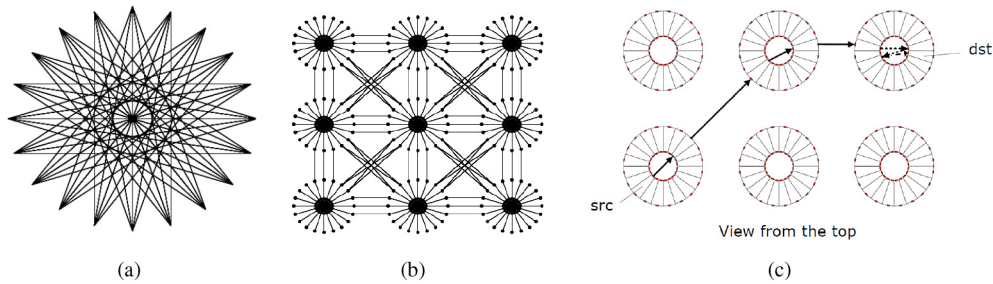 dst
src
View from the top
(a)
(b)
(c)